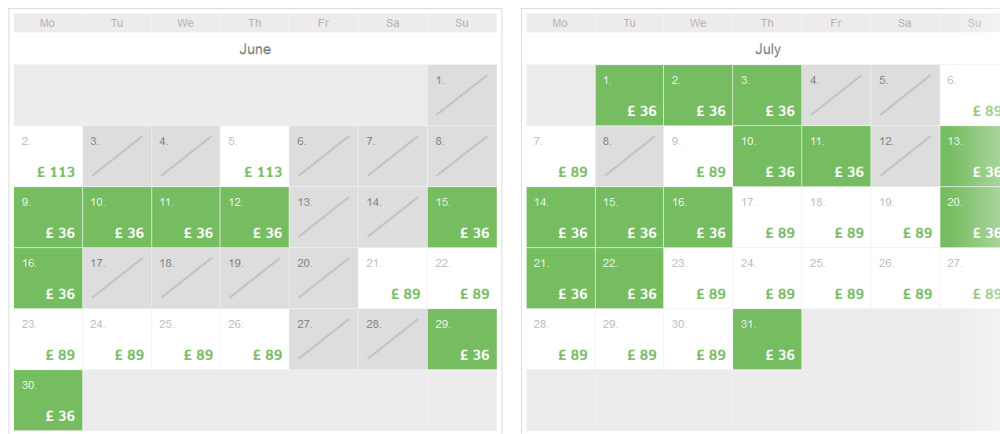 Mo Tu We Th Fr Sa Su
June
1.
2. 3. 4. 5. 6. 7. 8.
£ 113 £ 113
9. 10. 11. 12. 13. 14. 15.
£ 36 £ 36 £ 36 £ 36 £ 36
16. 17. 18. 19. 20. 21. 22.
£ 36 £ 89 £ 89
23. 24. 25. 26. 27. 28. 29.
£ 89 £ 89 £ 89 £ 89 £ 36
30.
£ 36
Mo Tu We Th Fr Sa Su
July
1. 2. 3. 4. 5. 6.
£ 36 £ 36 £ 36 £ 89
7. 8. 9. 10. 11. 12. 13.
£ 89 £ 89 £ 36 £ 36 £ 36
14. 15. 16. 17. 18. 19. 20.
£ 36 £ 36 £ 36 £ 89 £ 89 £ 89 £ 36
21. 22. 23. 24. 25. 26. 27.
£ 36 £ 36 £ 89 £ 89 £ 89 £ 89 £ 89
28. 29. 30. 31.
£ 89 £ 89 £ 89 £ 36